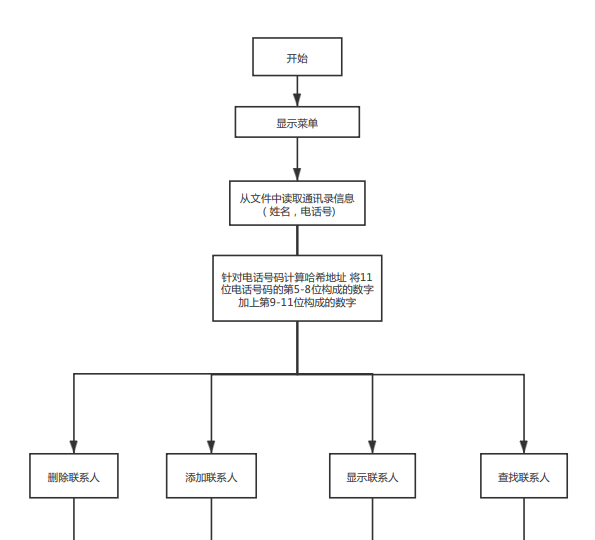 开始
显示菜单
从文件中读取通讯录信息
(姓名，电话号)
针对电话号码计算哈希地址 将11
位电话号码的第5-8位构成的数字
加上第9-11位构成的数字
删除联系人
添加联系人
显示联系人
查找联系人